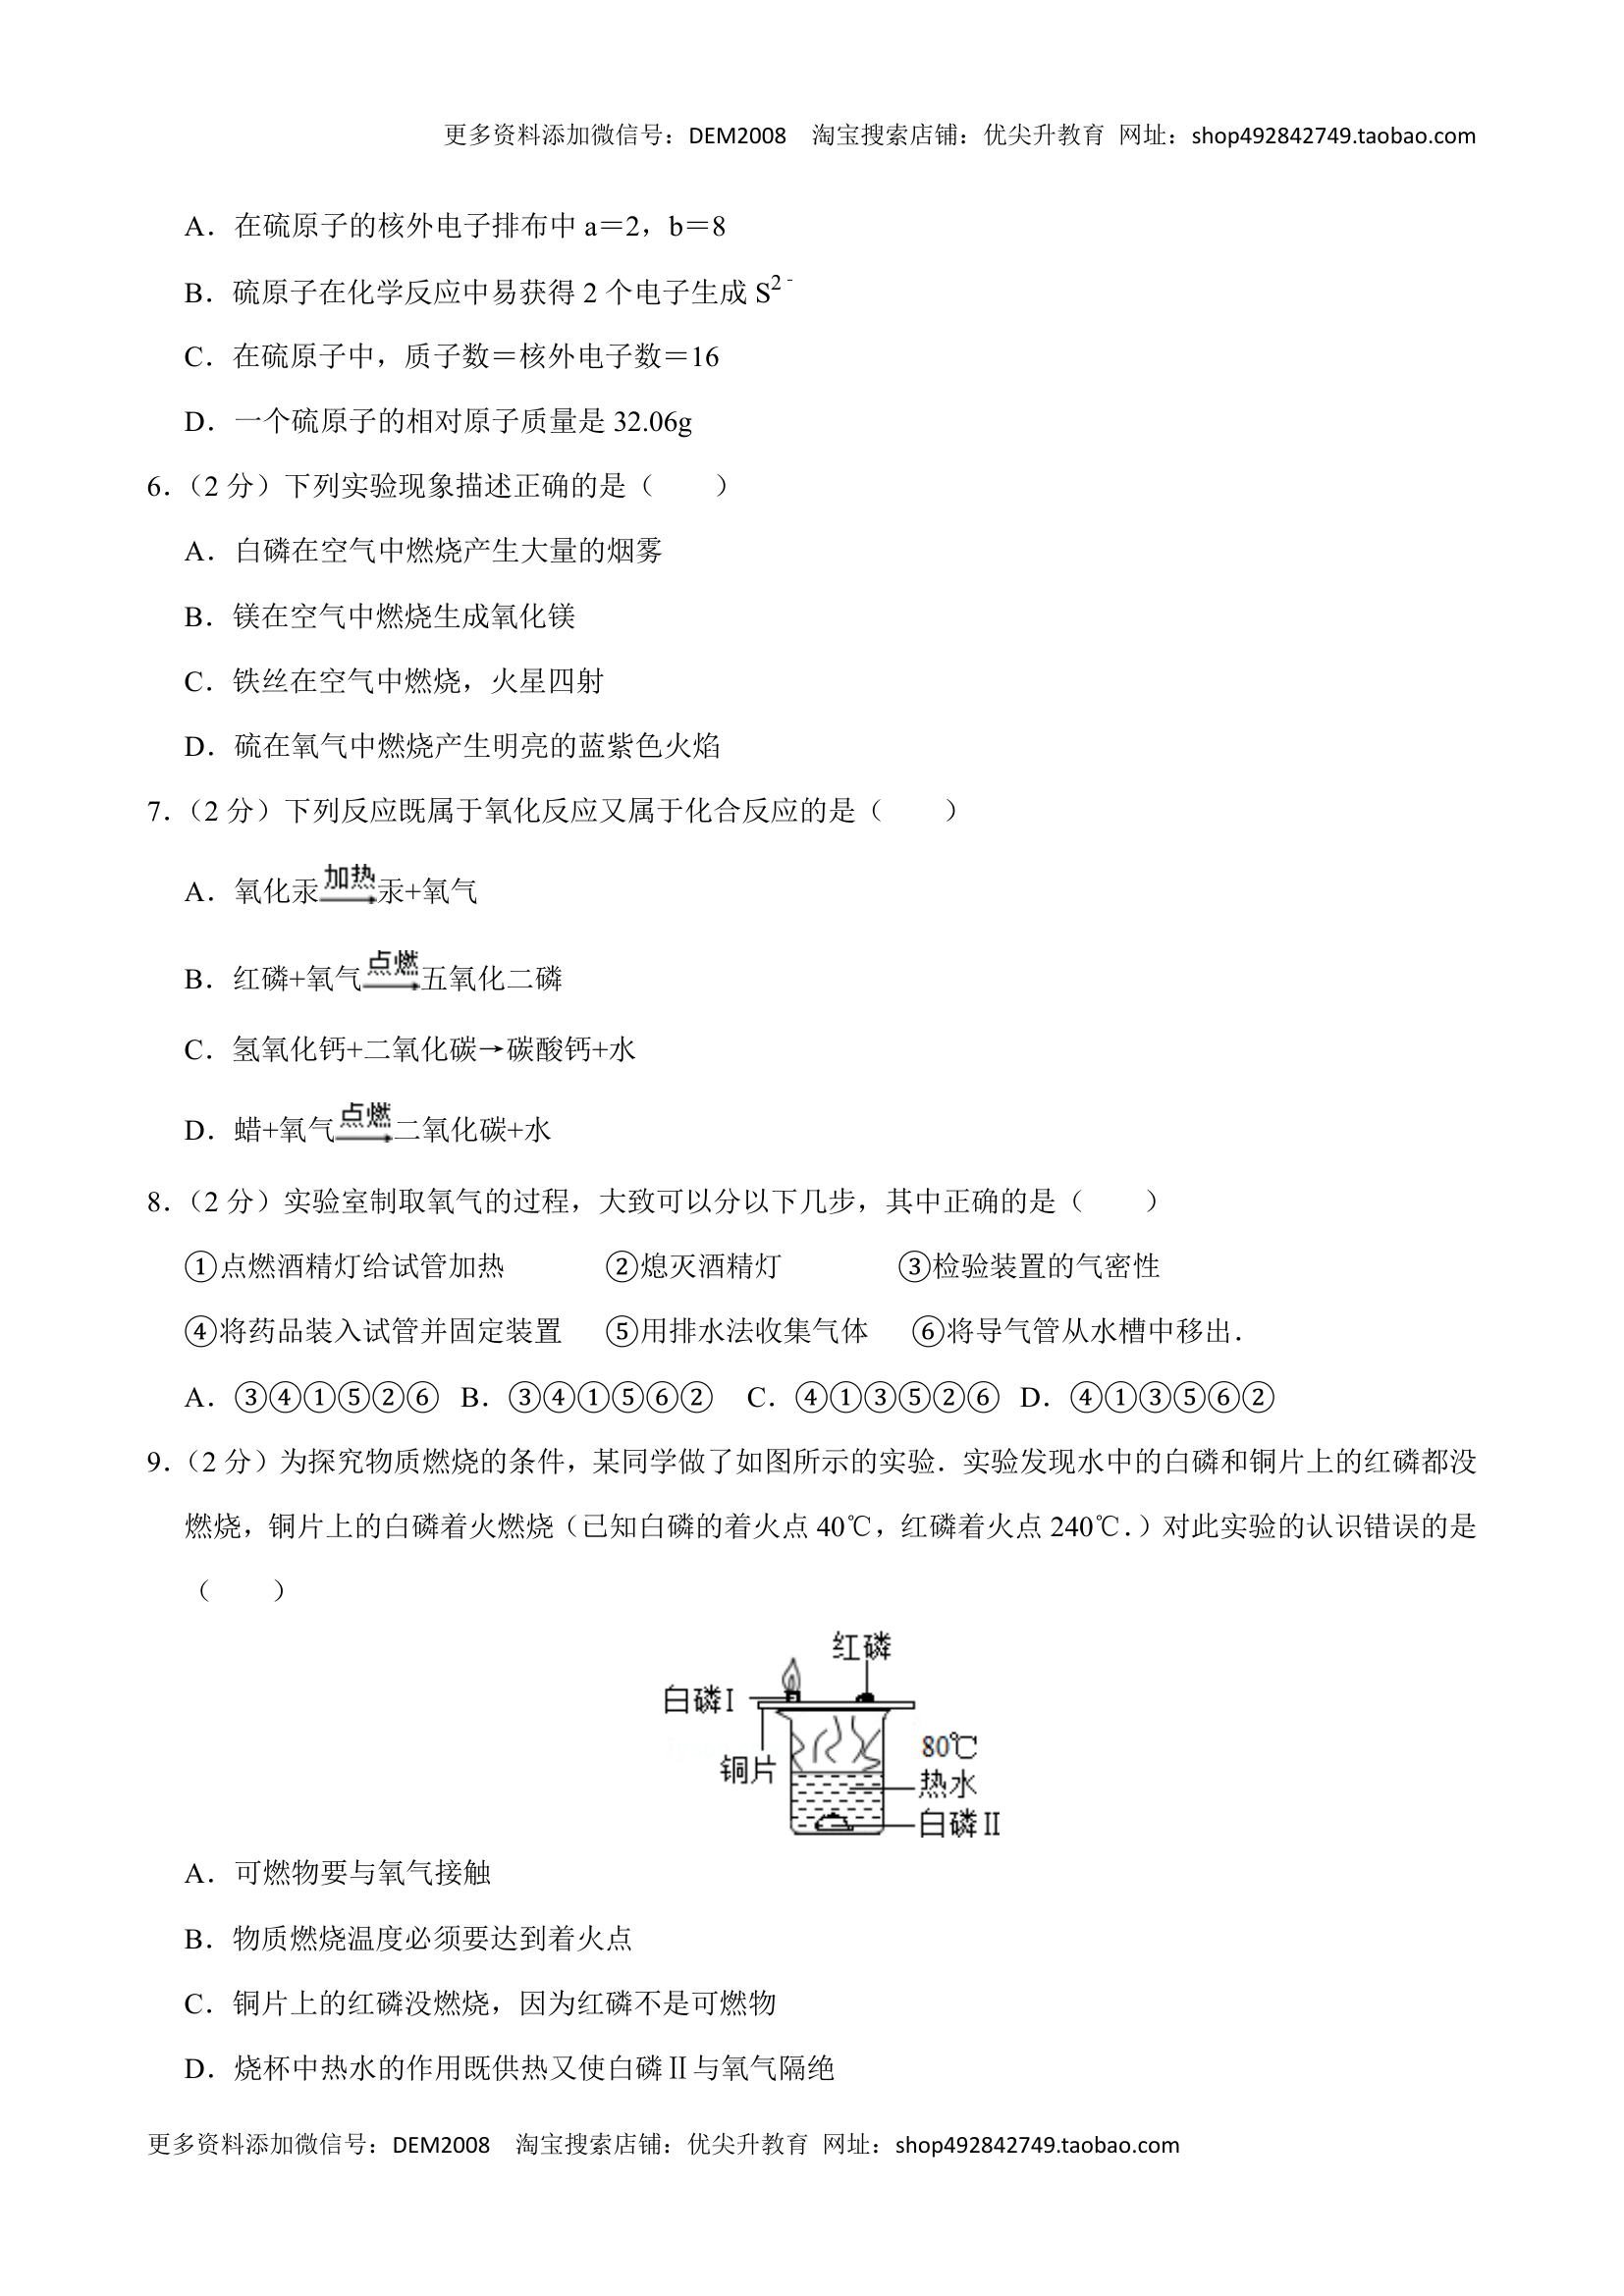 更多资料添加微信号：DEM2008 淘宝搜索店铺：优尖升教育 网址：shop492842749.taobao.com
A．在硫原子的核外电子排布中 a＝2，b＝8
B．硫原子在化学反应中易获得 2 个电子生成 S²⁻
C．在硫原子中，质子数＝核外电子数＝16
D．一个硫原子的相对原子质量是 32.06g
6．（2 分）下列实验现象描述正确的是（　　）
A．白磷在空气中燃烧产生大量的烟雾
B．镁在空气中燃烧生成氧化镁
C．铁丝在空气中燃烧，火星四射
D．硫在氧气中燃烧产生明亮的蓝紫色火焰
7．（2 分）下列反应既属于氧化反应又属于化合反应的是（　　）
A．氧化汞 加热→ 汞+氧气
B．红磷+氧气 点燃→ 五氧化二磷
C．氢氧化钙+二氧化碳→碳酸钙+水
D．蜡+氧气 点燃→ 二氧化碳+水
8．（2 分）实验室制取氧气的过程，大致可以分以下几步，其中正确的是（　　）
①点燃酒精灯给试管加热 ②熄灭酒精灯 ③检验装置的气密性
④将药品装入试管并固定装置 ⑤用排水法收集气体 ⑥将导气管从水槽中移出．
A．③④①⑤②⑥ B．③④①⑤⑥② C．④①③⑤②⑥ D．④①③⑤⑥②
9．（2 分）为探究物质燃烧的条件，某同学做了如图所示的实验．实验发现水中的白磷和铜片上的红磷都没
燃烧，铜片上的白磷着火燃烧（已知白磷的着火点 40℃，红磷着火点 240℃．）对此实验的认识错误的是
（　　）
红磷
白磷Ⅰ
80℃
铜片
热水
白磷Ⅱ
A．可燃物要与氧气接触
B．物质燃烧温度必须要达到着火点
C．铜片上的红磷没燃烧，因为红磷不是可燃物
D．烧杯中热水的作用既供热又使白磷Ⅱ与氧气隔绝
更多资料添加微信号：DEM2008 淘宝搜索店铺：优尖升教育 网址：shop492842749.taobao.com